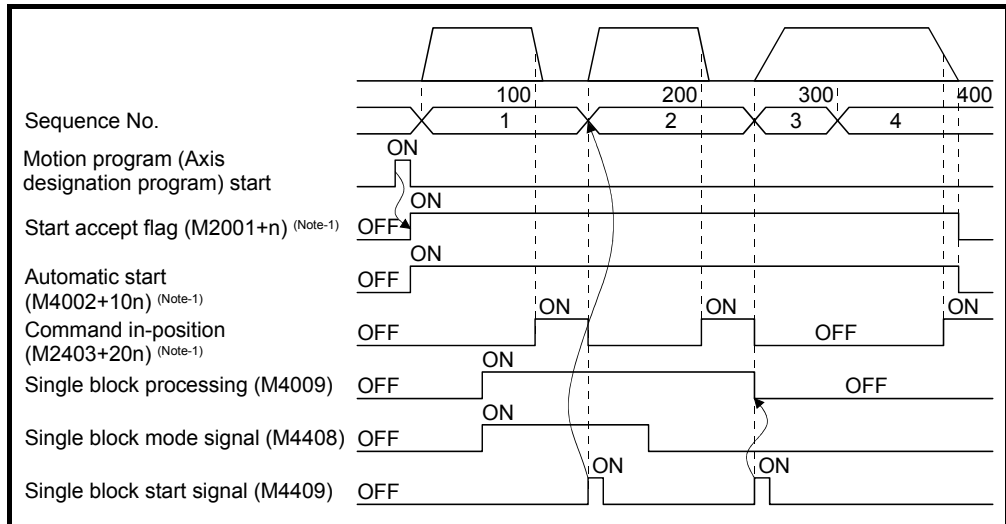 100 200 300 400
Sequence No. 1 2 3 4
ON
Motion program (Axis
designation program) start
ON
Start accept flag (M2001+n) (Note-1) OFF
ON
Automatic start
(M4002+10n) (Note-1) OFF
ON ON ON
Command in-position
(M2403+20n) (Note-1) OFF OFF
ON
Single block processing (M4009) OFF OFF
ON
Single block mode signal (M4408) OFF
ON ON
Single block start signal (M4409) OFF